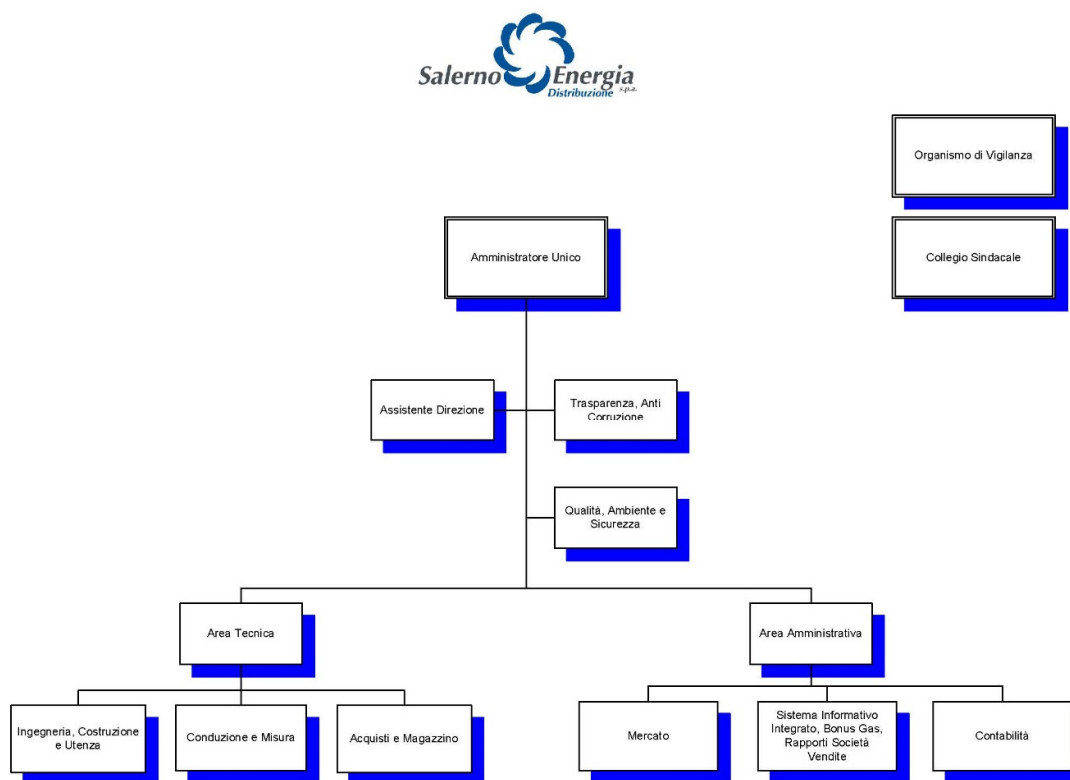 Salerno Energia
Distribuzione s.p.a.
Organismo di Vigilanza
Amministratore Unico
Collegio Sindacale
Assistente Direzione
Trasparenza, Anti
Corruzione
Qualità, Ambiente e
Sicurezza
Area Tecnica
Area Amministrativa
Ingegneria, Costruzione
e Utenza
Conduzione e Misura
Acquisti e Magazzino
Mercato
Sistema Informativo
Integrato, Bonus Gas,
Rapporti Società
Vendite
Contabilità